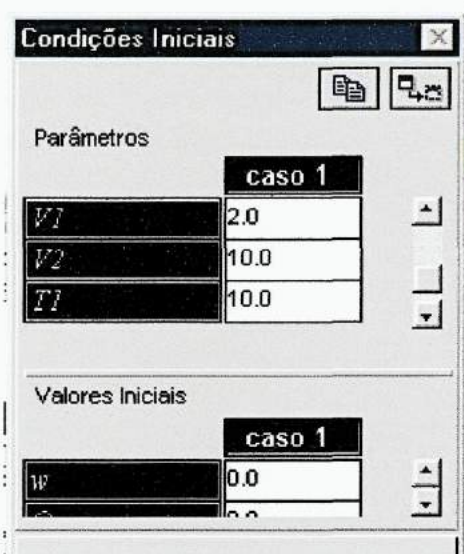 Condições Iniciais
Parâmetros
caso 1
V1 2.0
V2 10.0
T1 10.0
Valores Iniciais
caso 1
w 0.0